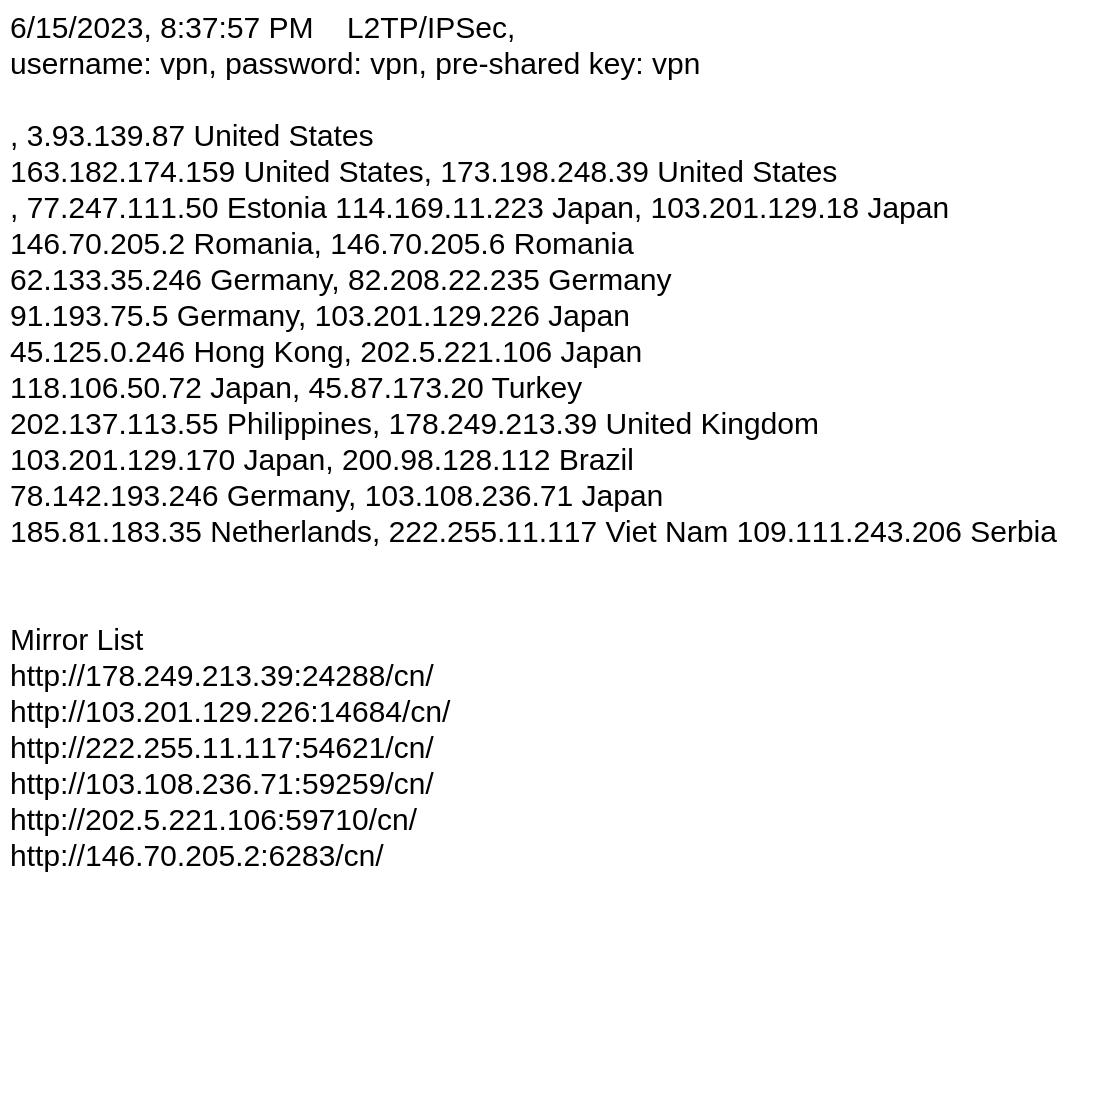 6/15/2023, 8:37:57 PM    L2TP/IPSec,
username: vpn, password: vpn, pre-shared key: vpn
, 3.93.139.87 United States
163.182.174.159 United States, 173.198.248.39 United States
, 77.247.111.50 Estonia 114.169.11.223 Japan, 103.201.129.18 Japan
146.70.205.2 Romania, 146.70.205.6 Romania
62.133.35.246 Germany, 82.208.22.235 Germany
91.193.75.5 Germany, 103.201.129.226 Japan
45.125.0.246 Hong Kong, 202.5.221.106 Japan
118.106.50.72 Japan, 45.87.173.20 Turkey
202.137.113.55 Philippines, 178.249.213.39 United Kingdom
103.201.129.170 Japan, 200.98.128.112 Brazil
78.142.193.246 Germany, 103.108.236.71 Japan
185.81.183.35 Netherlands, 222.255.11.117 Viet Nam 109.111.243.206 Serbia
Mirror List
http://178.249.213.39:24288/cn/
http://103.201.129.226:14684/cn/
http://222.255.11.117:54621/cn/
http://103.108.236.71:59259/cn/
http://202.5.221.106:59710/cn/
http://146.70.205.2:6283/cn/